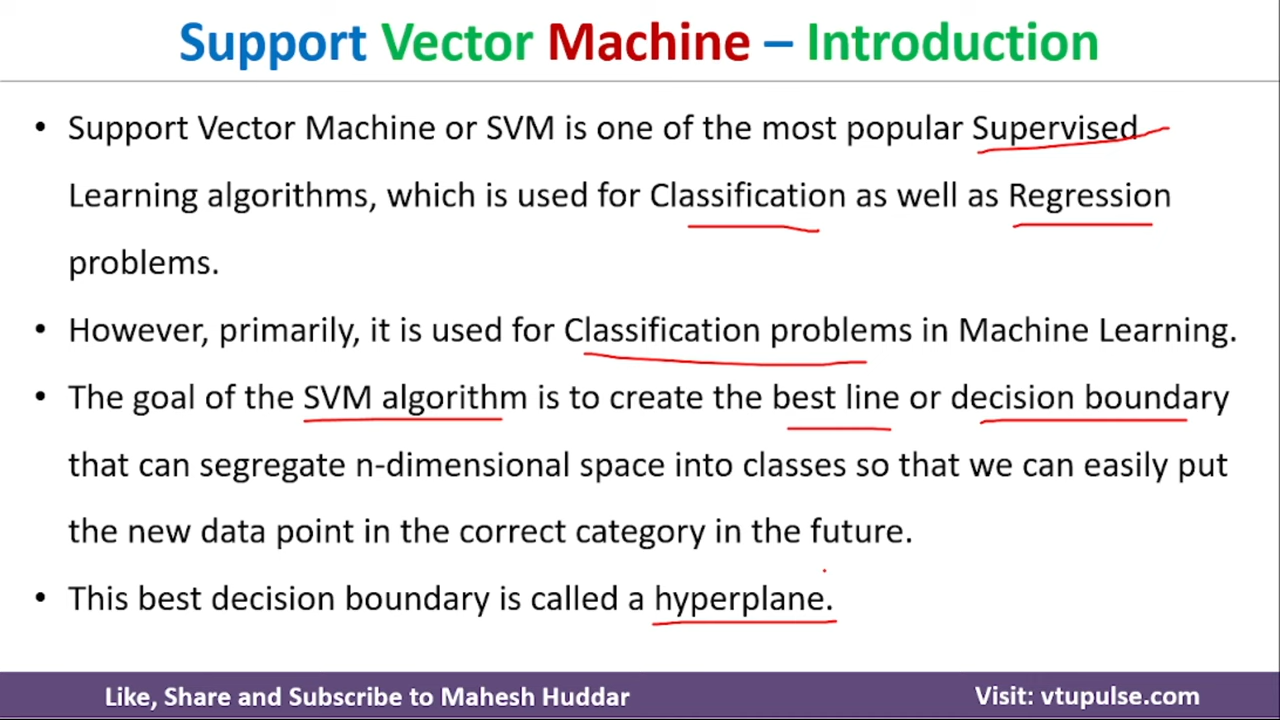 Support Vector Machine – Introduction
• Support Vector Machine or SVM is one of the most popular Supervised
Learning algorithms, which is used for Classification as well as Regression
problems.
• However, primarily, it is used for Classification problems in Machine Learning.
• The goal of the SVM algorithm is to create the best line or decision boundary
that can segregate n-dimensional space into classes so that we can easily put
the new data point in the correct category in the future.
• This best decision boundary is called a hyperplane.
Like, Share and Subscribe to Mahesh Huddar
Visit: vtupulse.com